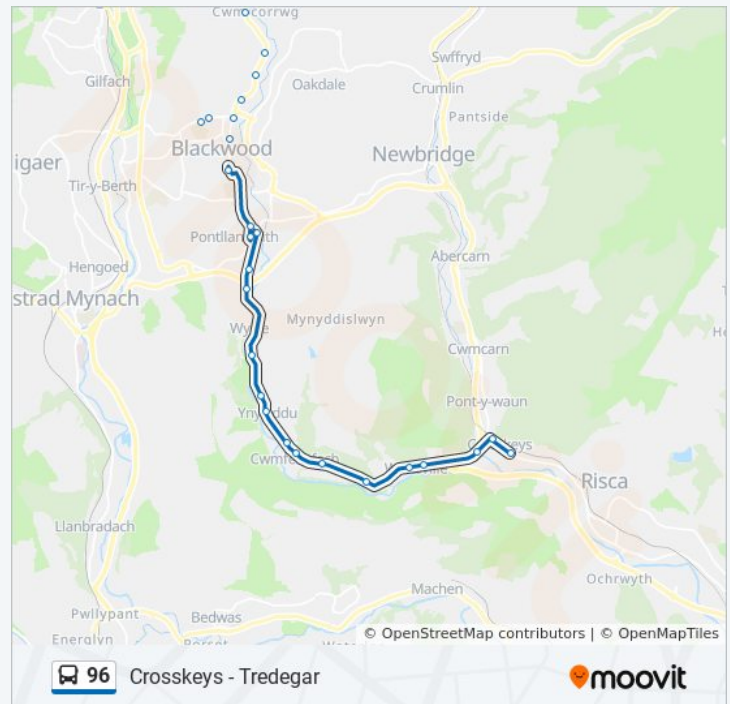 Cwmcorrwg
Gilfach
Oakdale
Swffryd
Crumlin
Pantside
Blackwood
Newbridge
igaer
Tir-y-Berth
Abercarn
Hengoed
strad Mynach
Mynyddislwyn
Cwmcarn
Pont-y-waun
Risca
Llanbradach
Ochrwyth
Machen
Pwllypant
Bedwas
Energlyn
© OpenStreetMap contributors | © OpenMapTiles
96 Crosskeys - Tredegar
moovit